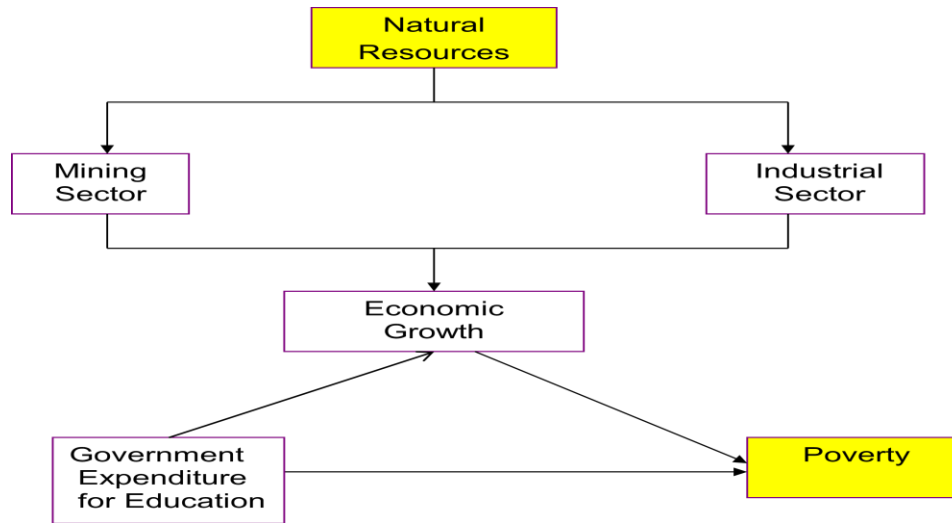 Natural
Resources
Mining
Sector
Industrial
Sector
Economic
Growth
Government
Expenditure
for Education
Poverty